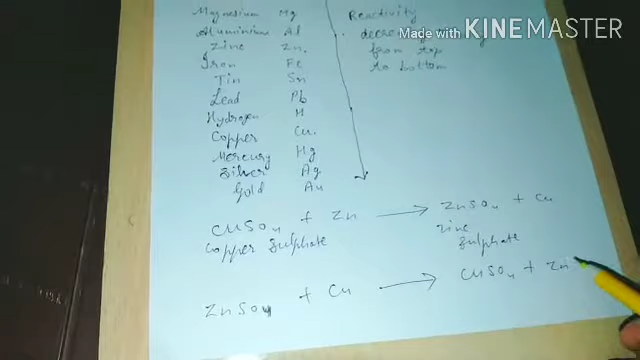 Made with KINEMASTER
Magnesium Mg
Aluminium Al
Zinc Zn.
Iron Fe
Tin Sn
Lead Pb
Hydrogen H
Copper Cu.
Mercury Hg
Silver Ag
Gold Au
Reactivity
from top
to bottom
CuSO4 + Zn → ZnSO4 + Cu
Copper Sulphate
Zinc
Sulphate
ZnSO4 + Cu → CuSO4 + Zn